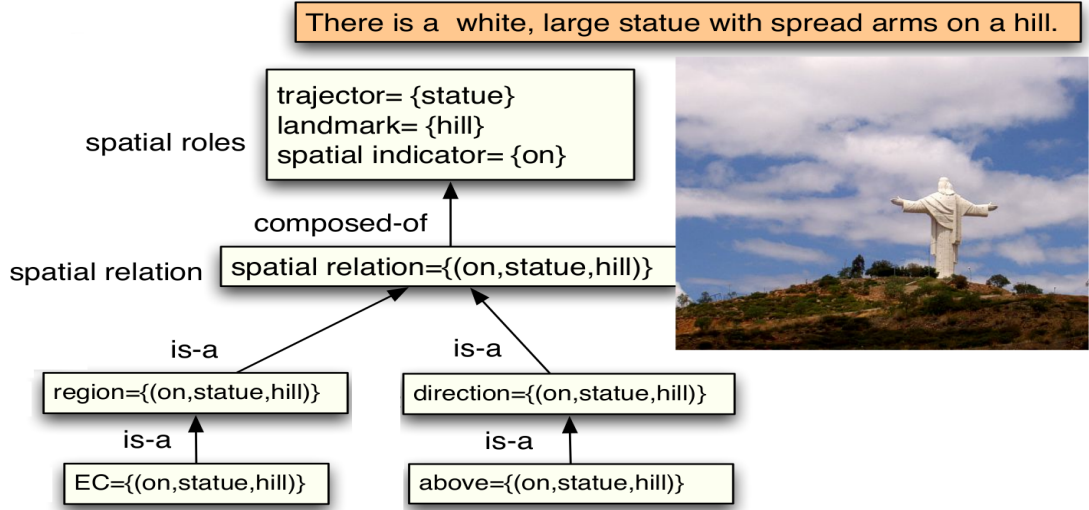 There is a  white, large statue with spread arms on a hill.
trajector= {statue}
landmark= {hill}
spatial indicator= {on}
spatial roles
composed-of
spatial relation
spatial relation={(on,statue,hill)}
is-a
is-a
region={(on,statue,hill)}
direction={(on,statue,hill)}
is-a
is-a
EC={(on,statue,hill)}
above={(on,statue,hill)}